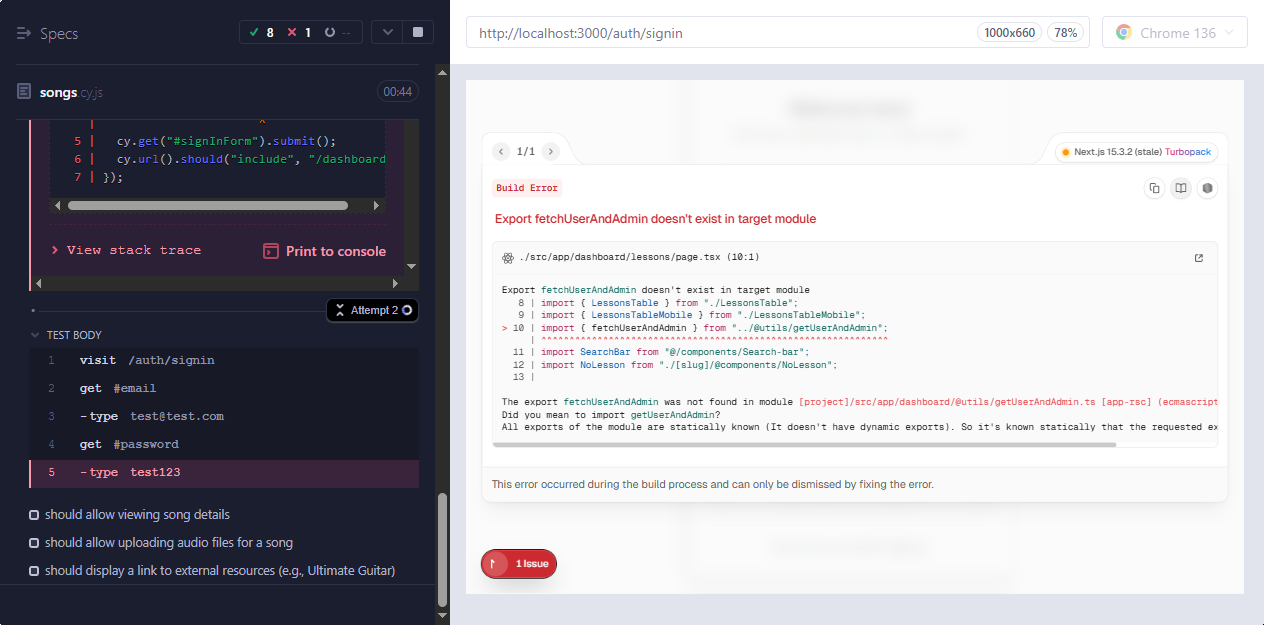 Specs
8
1
--
songs.cy.js
00:44
5 | cy.get("#signInForm").submit();
6 | cy.url().should("include", "/dashboard
7 | });
> View stack trace
Print to console
Attempt 2
TEST BODY
1 visit /auth/signin
2 get #email
3 -type test@test.com
4 get #password
5 -type test123
should allow viewing song details
should allow uploading audio files for a song
should display a link to external resources (e.g., Ultimate Guitar)
http://localhost:3000/auth/signin
1000x660
78%
Chrome 136
1/1
Next.js 15.3.2 (stale) Turbopack
Build Error
Export fetchUserAndAdmin doesn't exist in target module
./src/app/dashboard/lessons/page.tsx (10:1)
Export fetchUserAndAdmin doesn't exist in target module
8 | import { LessonsTable } from "./LessonsTable";
9 | import { LessonsTableMobile } from "./LessonsTableMobile";
> 10 | import { fetchUserAndAdmin } from "../@utils/getUserAndAdmin";
| ^^^^^^^^^^^^^^^^^^^^^^^^^^^^^^^^^^^^^^^^^^^^^^^^^^^^^^^^^^^^^^
11 | import SearchBar from "@/components/Search-bar";
12 | import NoLesson from "./[slug]/@components/NoLesson";
13 |
The export fetchUserAndAdmin was not found in module [project]/src/app/dashboard/@utils/getUserAndAdmin.ts [app-rsc] (ecmascript
Did you mean to import getUserAndAdmin?
All exports of the module are statically known (It doesn't have dynamic exports). So it's known statically that the requested ex
This error occurred during the build process and can only be dismissed by fixing the error.
1 Issue